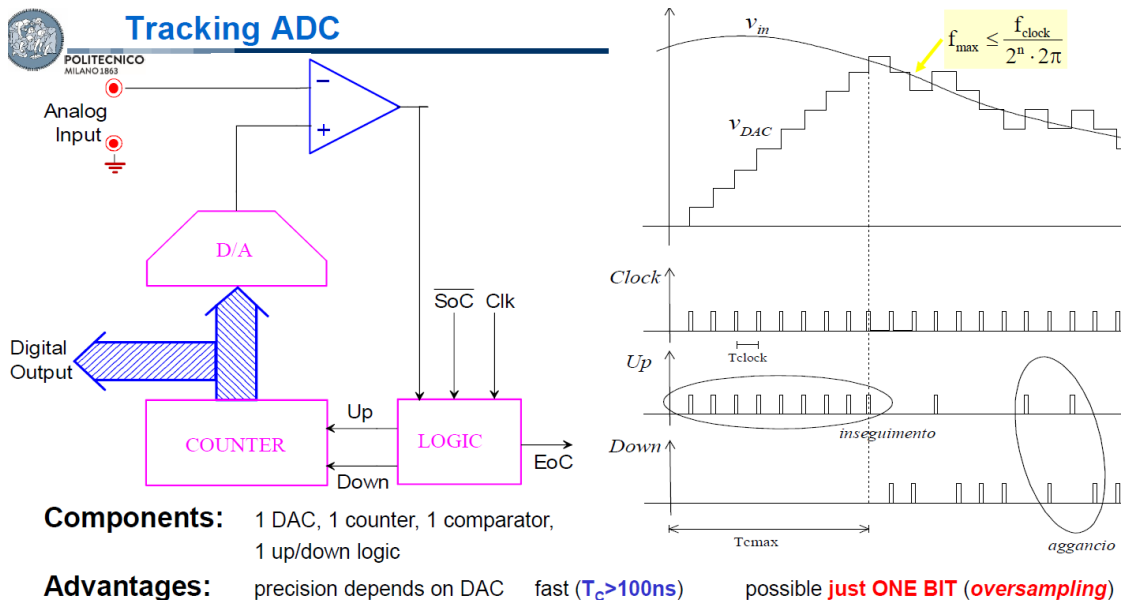 Tracking ADC
POLITECNICO
MILANO 1863
Analog
Input
−
+
D/A
SoC Clk
Digital
Output
Up
COUNTER
LOGIC
Down
EoC
v_in
f_max ≤ f_clock / 2^n · 2π
v_DAC
Clock
Tclock
Up
inseguimento
Down
Tcmax
aggancio
Components: 1 DAC, 1 counter, 1 comparator,
1 up/down logic
Advantages: precision depends on DAC fast (T_C>100ns) possible just ONE BIT (oversampling)